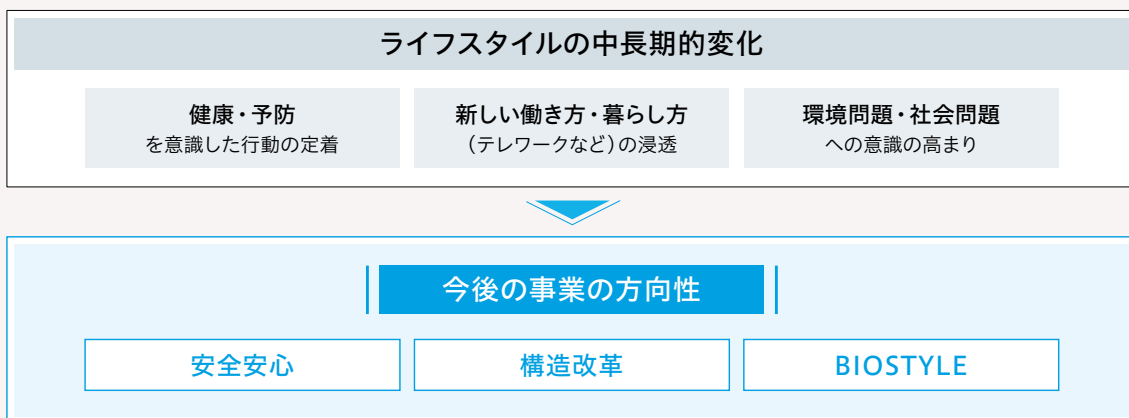 ライフスタイルの中長期的変化
健康・予防
を意識した行動の定着
新しい働き方・暮らし方
（テレワークなど）の浸透
環境問題・社会問題
への意識の高まり
今後の事業の方向性
安全安心
構造改革
BIOSTYLE